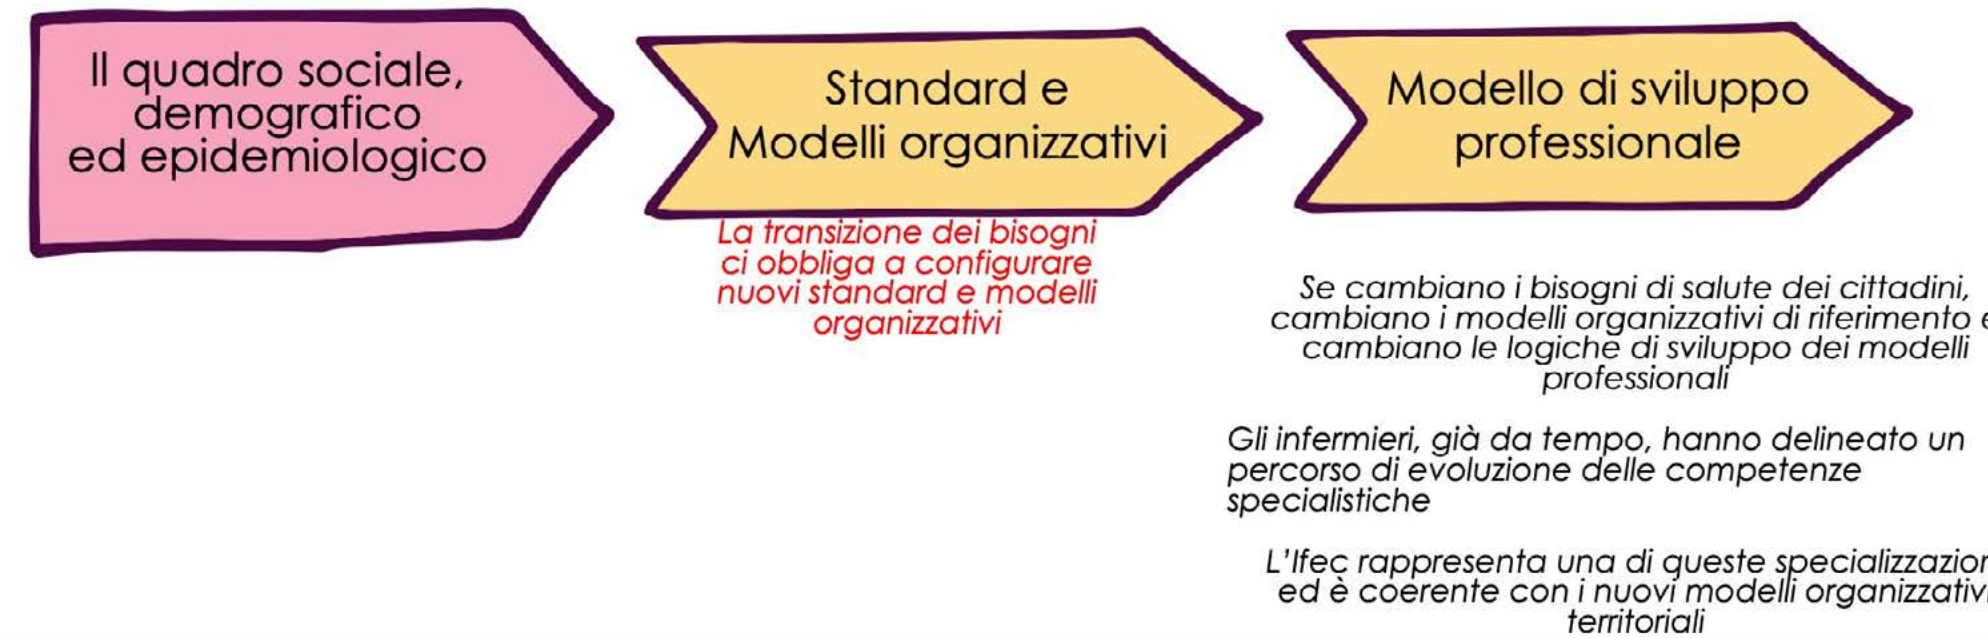 Il quadro sociale,
demografico
ed epidemiologico
Standard e
Modelli organizzativi
La transizione dei bisogni
ci obbliga a configurare
nuovi standard e modelli
organizzativi
Modello di sviluppo
professionale
Se cambiano i bisogni di salute dei cittadini,
cambiano i modelli organizzativi di riferimento e
cambiano le logiche di sviluppo dei modelli
professionali
Gli infermieri, già da tempo, hanno delineato un
percorso di evoluzione delle competenze
specialistiche
L'Ifec rappresenta una di queste specializzazion
ed è coerente con i nuovi modelli organizzativi
territoriali